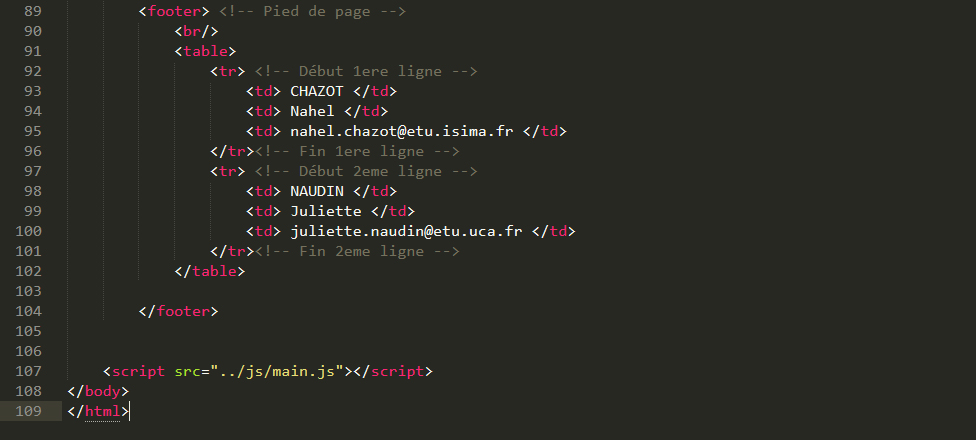 89 <footer> <!-- Pied de page -->
90 <br/>
91 <table>
92 <tr> <!-- Début 1ere ligne -->
93 <td> CHAZOT </td>
94 <td> Nahel </td>
95 <td> nahel.chazot@etu.isima.fr </td>
96 </tr><!-- Fin 1ere ligne -->
97 <tr> <!-- Début 2eme ligne -->
98 <td> NAUDIN </td>
99 <td> Juliette </td>
100 <td> juliette.naudin@etu.uca.fr </td>
101 </tr><!-- Fin 2eme ligne -->
102 </table>
103
104 </footer>
105
106
107 <script src="../js/main.js"></script>
108 </body>
109 </html>